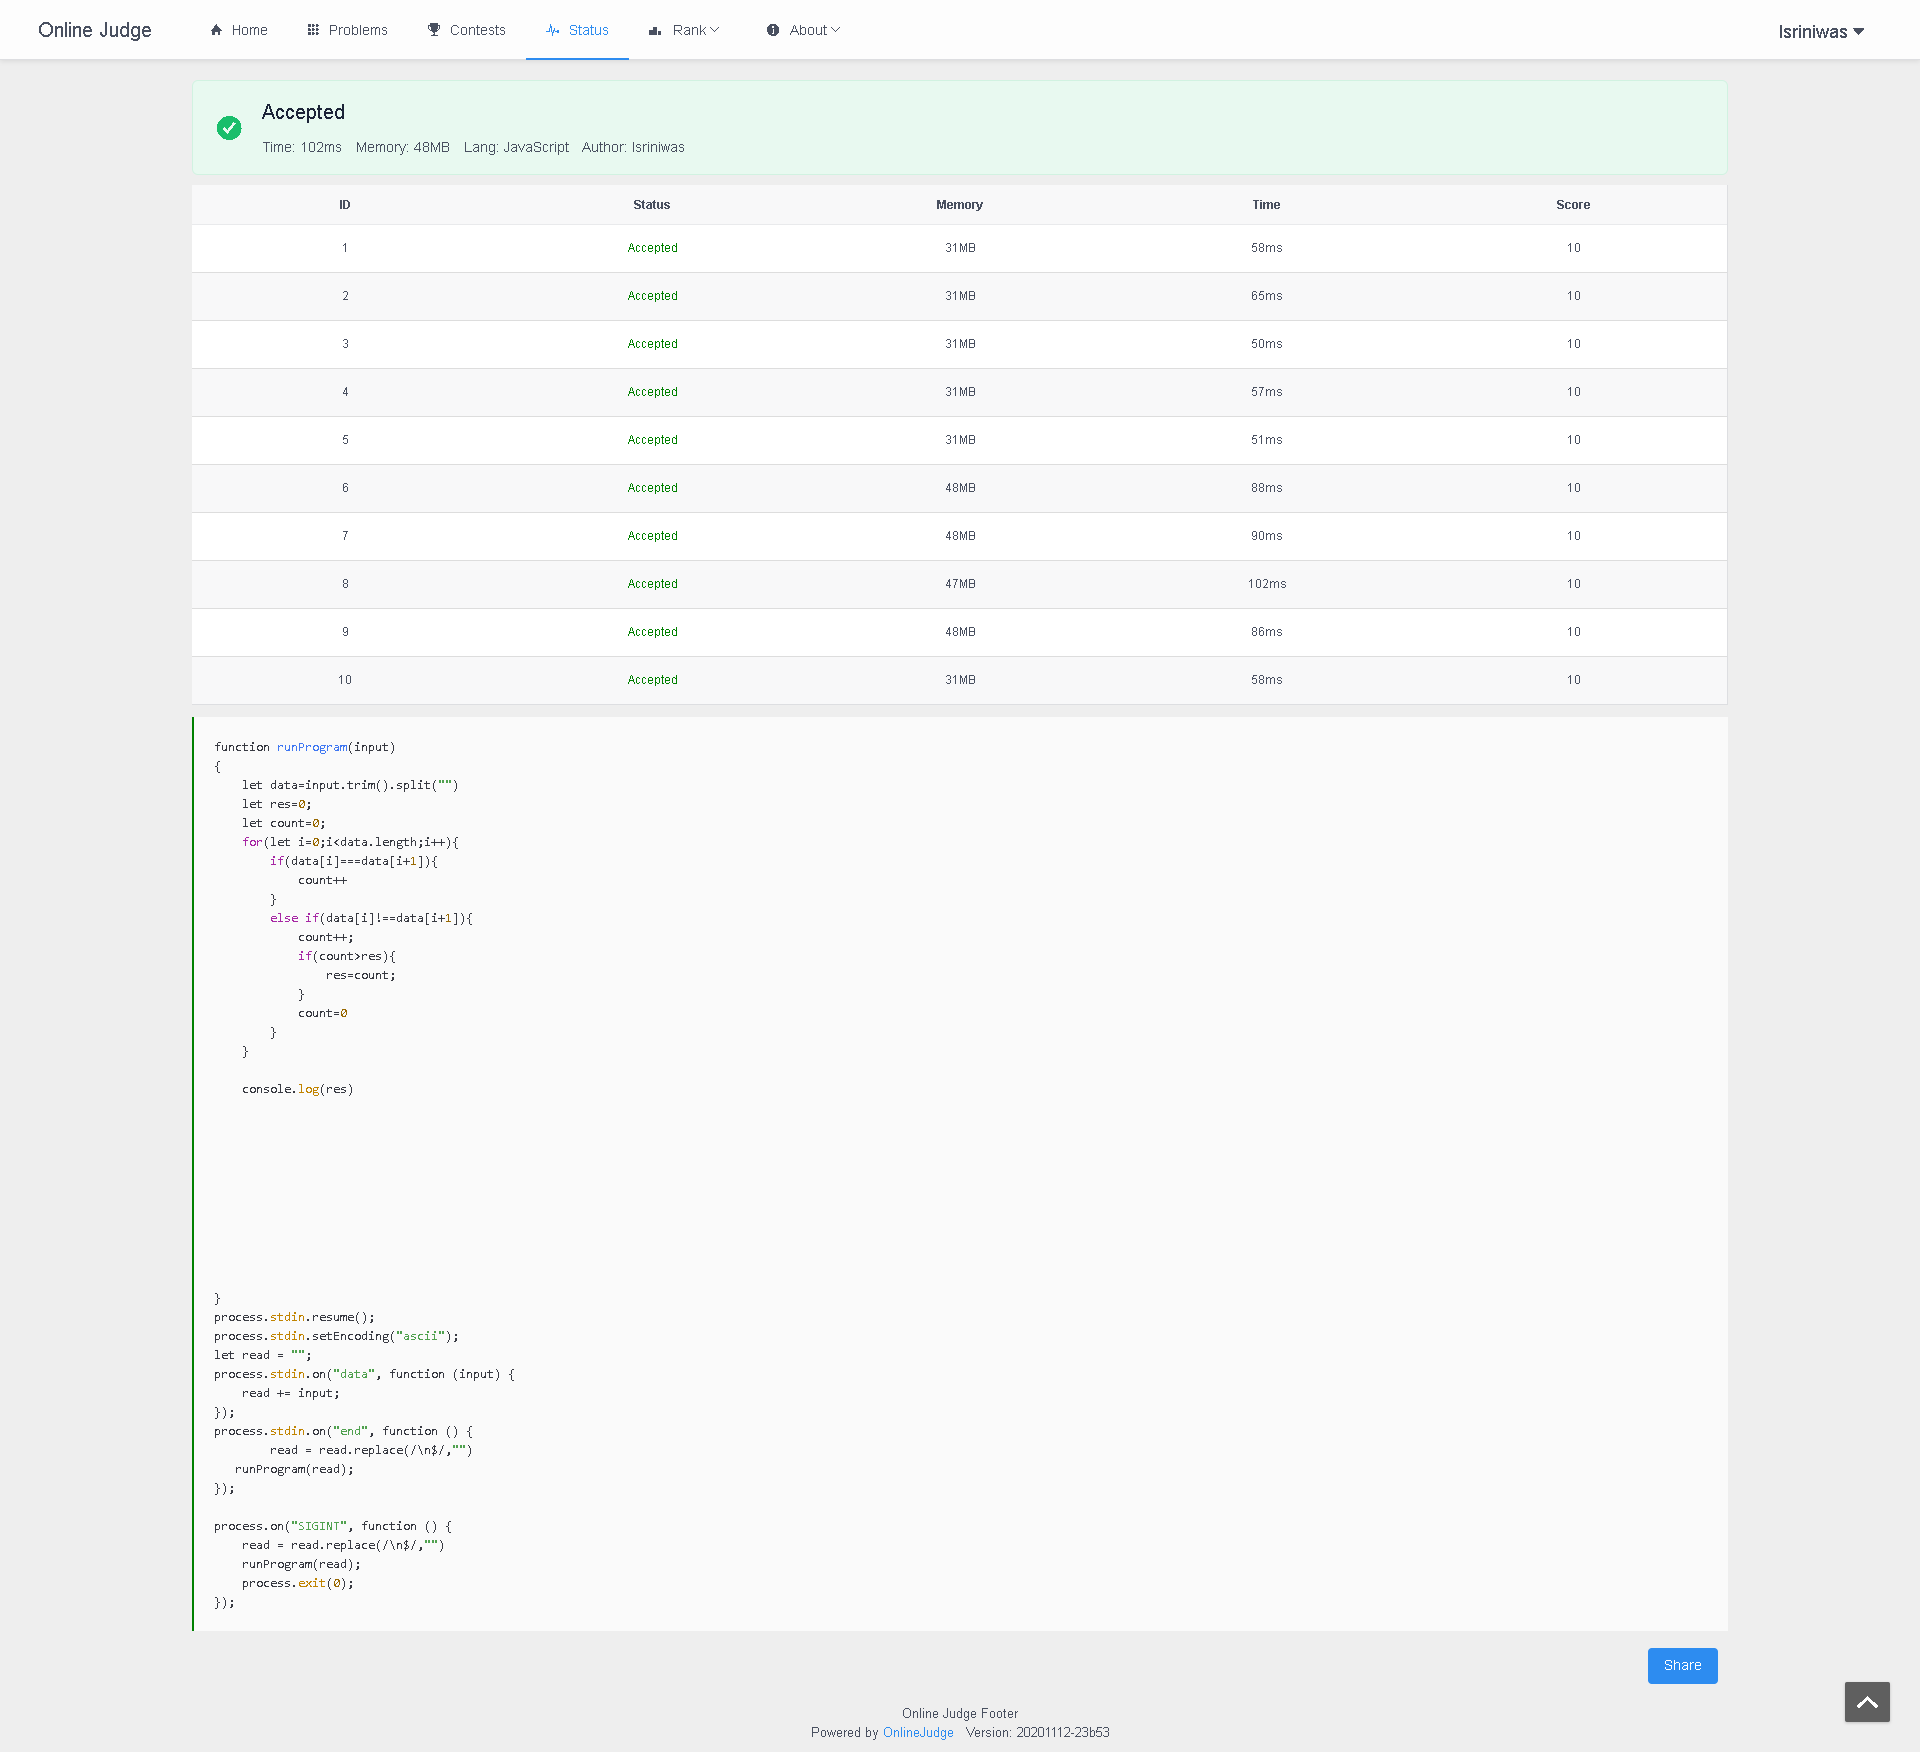 Online Judge Home Problems Contests Status Rank About lsriniwas
Accepted
Time: 102ms Memory: 48MB Lang: JavaScript Author: lsriniwas
ID Status Memory Time Score
1 Accepted 31MB 58ms 10
2 Accepted 31MB 65ms 10
3 Accepted 31MB 50ms 10
4 Accepted 31MB 57ms 10
5 Accepted 31MB 51ms 10
6 Accepted 48MB 88ms 10
7 Accepted 48MB 90ms 10
8 Accepted 47MB 102ms 10
9 Accepted 48MB 86ms 10
10 Accepted 31MB 58ms 10
function runProgram(input)
{
    let data=input.trim().split("")
    let res=0;
    let count=0;
    for(let i=0;i<data.length;i++){
        if(data[i]===data[i+1]){
            count++
        }
        else if(data[i]!==data[i+1]){
            count++;
            if(count>res){
                res=count;
            }
            count=0
        }
    }
    console.log(res)
}
process.stdin.resume();
process.stdin.setEncoding("ascii");
let read = "";
process.stdin.on("data", function (input) {
    read += input;
});
process.stdin.on("end", function () {
        read = read.replace(/\n$/,"")
   runProgram(read);
});
process.on("SIGINT", function () {
    read = read.replace(/\n$/,"")
    runProgram(read);
    process.exit(0);
});
Share
Online Judge Footer
Powered by OnlineJudge Version: 20201112-23b53